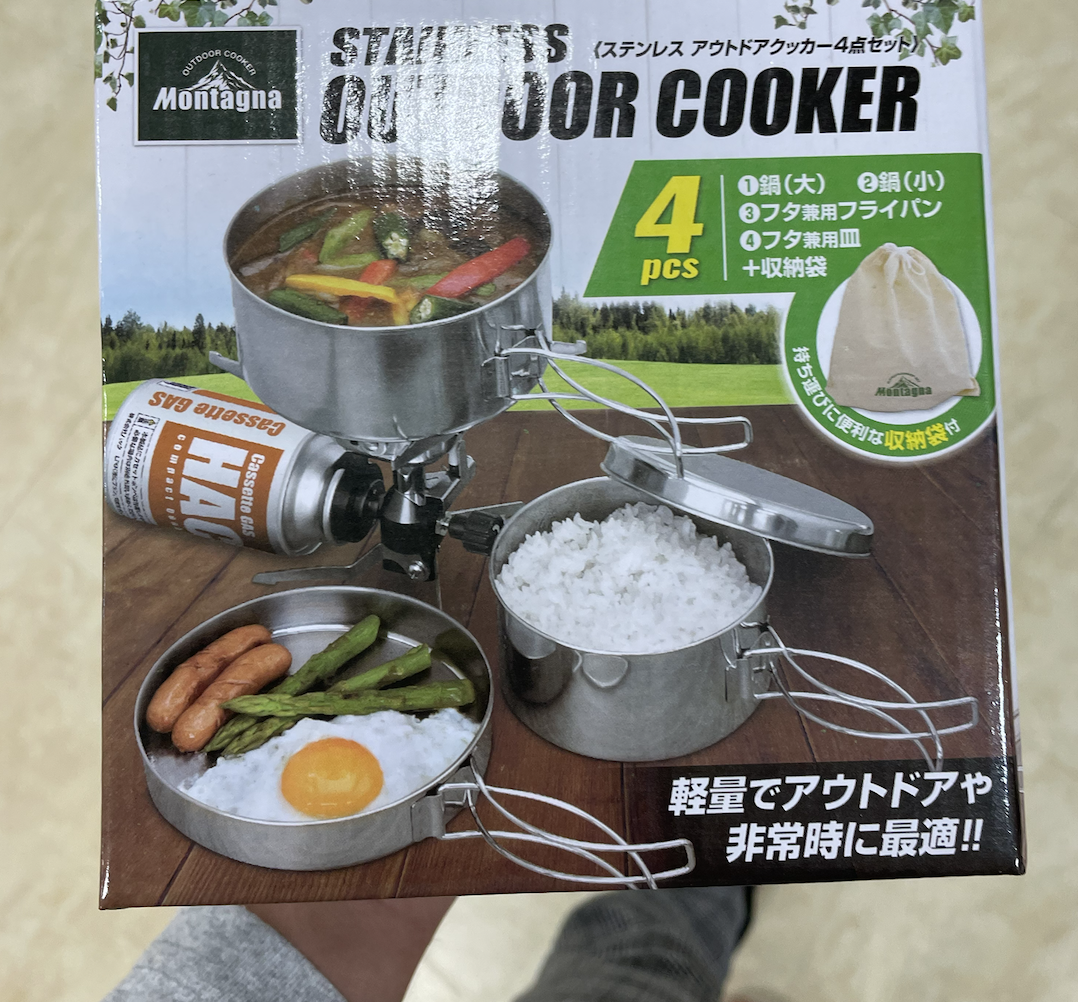 OUTDOOR COOKER
Montagna
STAINLESS
〈ステンレス アウトドアクッカー4点セット〉
OUTDOOR COOKER
4
pcs
❶鍋(大) ❷鍋(小)
❸フタ兼用フライパン
❹フタ兼用皿
+収納袋
Montagna
持ち運びに便利な収納袋付
Cassette GAS
Cassette GAS
HAC
Compact
軽量でアウトドアや
非常時に最適!!